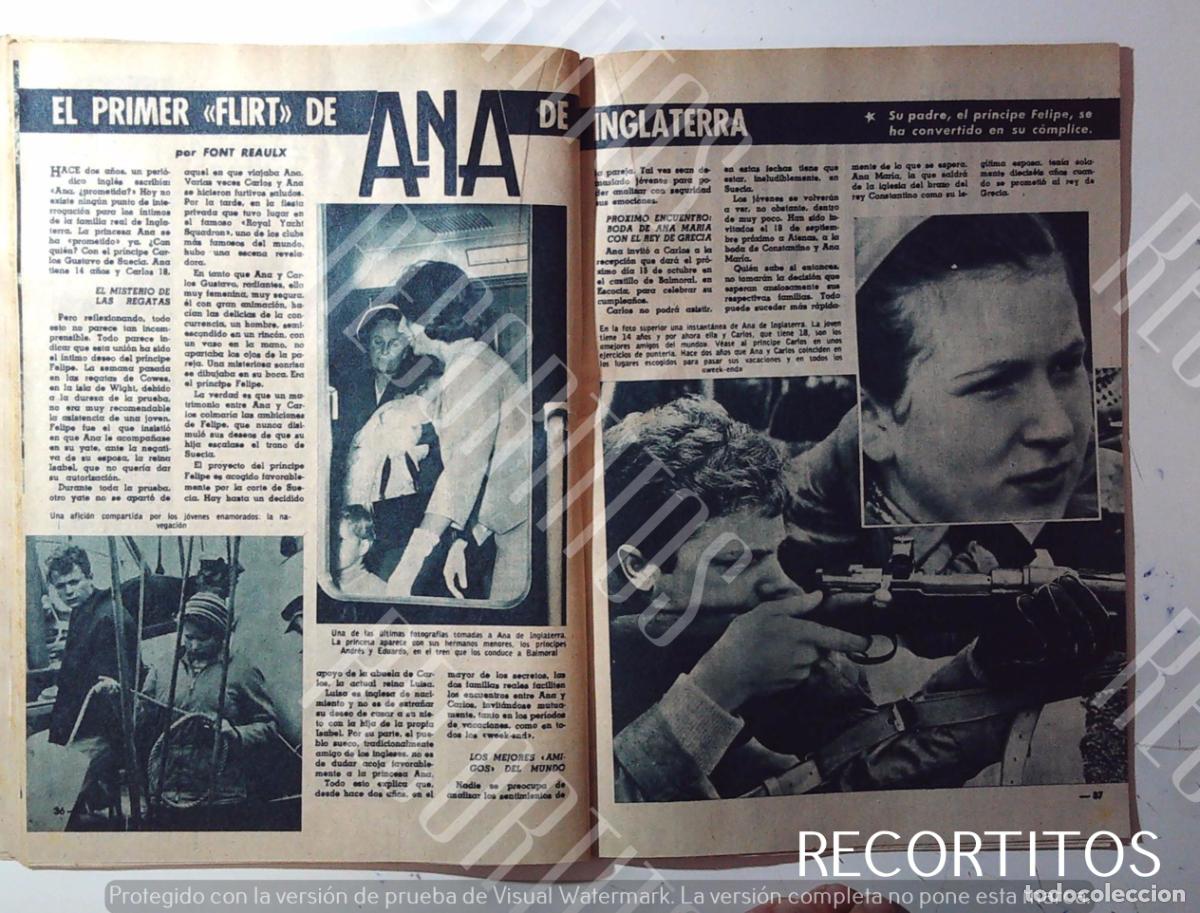 EL PRIMER «FLIRT» DE ANA DE INGLATERRA
★ Su padre, el príncipe Felipe, se
ha convertido en su cómplice.
por FONT REAULX
HACE dos años, un perió-
dico inglés escribía:
«Ana, ¿prometida?» Hoy no
existe ningún punto de inte-
rrogación para los íntimos
de la familia real de Ingla-
terra. La princesa Ana se
ha «prometido» ya. ¿Con
quién? Con el príncipe Car-
los Gustavo de Suecia. Ana
tiene 14 años y Carlos 18.
EL MISTERIO DE
LAS REGATAS
Pero reflexionando, todo
esto no parece tan incom-
prensible. Todo parece in-
dicar que esta unión ha sido
el íntimo deseo del príncipe
Felipe. La semana pasada
en las regatas de Cowes,
en la isla de Wight, debido
a la dureza de la prueba,
no era muy recomendable
la asistencia de una joven.
Felipe fue el que insistió
en que Ana le acompañase
en su yate, ante la negati-
va de su esposa, la reina
Isabel, que no quería dar
su autorización.
Durante toda la prueba,
otro yate no se apartó de
aquel en que viajaba Ana.
Varias veces Carlos y Ana
se hicieron furtivos saludos.
Por la tarde, en la fiesta
privada que tuvo lugar en
el famoso «Royal Yacht
Squadron», uno de los clubs
más famosos del mundo,
hubo una escena revela-
dora.
En tanto que Ana y Car-
los Gustavo, radiantes, ella
muy femenina, muy segura,
él con gran animación, ha-
cían las delicias de la con-
currencia, un hombre, semi-
escondido en un rincón, con
un vaso en la mano, no
apartaba los ojos de la pa-
reja. Una misteriosa sonrisa
se dibujaba en su boca. Era
el príncipe Felipe.
La verdad es que un ma-
trimonio entre Ana y Car-
los colmaría las ambiciones
de Felipe, que nunca disi-
muló sus deseos de que su
hija escalase el trono de
Suecia.
El proyecto del príncipe
Felipe es acogido favorable-
mente por la corte de Sue-
cia. Hay hasta un decidido
Una afición compartida por los jóvenes enamorados: la na-
vegación
Una de las últimas fotografías tomadas a Ana de Inglaterra.
La princesa aparece con sus hermanos menores, los príncipes
Andrés y Eduardo, en el tren que los conduce a Balmoral
apoyo de la abuela de Car-
los, la actual reina Luisa.
Luisa es inglesa de naci-
miento y no es de extrañar
su deseo de casar a su nie-
to con la hija de la propia
Isabel. Por su parte, el pue-
blo sueco, tradicionalmente
amigo de los ingleses, no es
de dudar acoja favorable-
mente a la princesa Ana.
Todo esto explica que,
desde hace dos años, en el
mayor de los secretos, las
dos familias reales faciliten
los encuentros entre Ana y
Carlos, invitándose mutua-
mente, tanto en los períodos
de vacaciones, como en to-
dos los «week-end».
LOS MEJORES «AMI-
GOS» DEL MUNDO
Nadie se preocupa de
analizar los sentimientos de
36 —
la pareja. Tal vez sean de-
masiado jóvenes para po-
der analizar con seguridad
sus emociones.
PROXIMO ENCUENTRO:
BODA DE ANA MARIA
CON EL REY DE GRECIA
Ana invitó a Carlos a la
recepción que dará el pró-
ximo día 15 de octubre en
el castillo de Balmoral, en
Escocia, para celebrar su
cumpleaños.
Carlos no podrá asistir,
en estas fechas tiene que
estar, ineludiblemente, en
Suecia.
Los jóvenes se volverán
a ver, no obstante, dentro
de muy poco. Han sido in-
vitados el 18 de septiem-
bre próximo a Atenas, a la
boda de Constantino y Ana
María.
Quién sabe si entonces,
no tomarán la decisión que
esperan ansiosamente sus
respectivas familias. Todo
puede suceder más rápida-
mente de lo que se espera.
Ana María, la que saldrá
de la iglesia del brazo del
rey Constantino como su le-
gítima esposa, tenía sola-
mente dieciséis años cuan-
do se prometió al rey de
Grecia.
En la foto superior una instantánea de Ana de Inglaterra. La joven
tiene 14 años y por ahora ella y Carlos, que tiene 18, son los
«mejores amigos del mundo». Véase al príncipe Carlos en unos
ejercicios de puntería. Hace dos años que Ana y Carlos coinciden en
los lugares escogidos para pasar sus vacaciones y en todos los
«week-end»
— 37
RECORTITOS
Protegido con la versión de prueba de Visual Watermark. La versión completa no pone esta marca.
todocoleccion